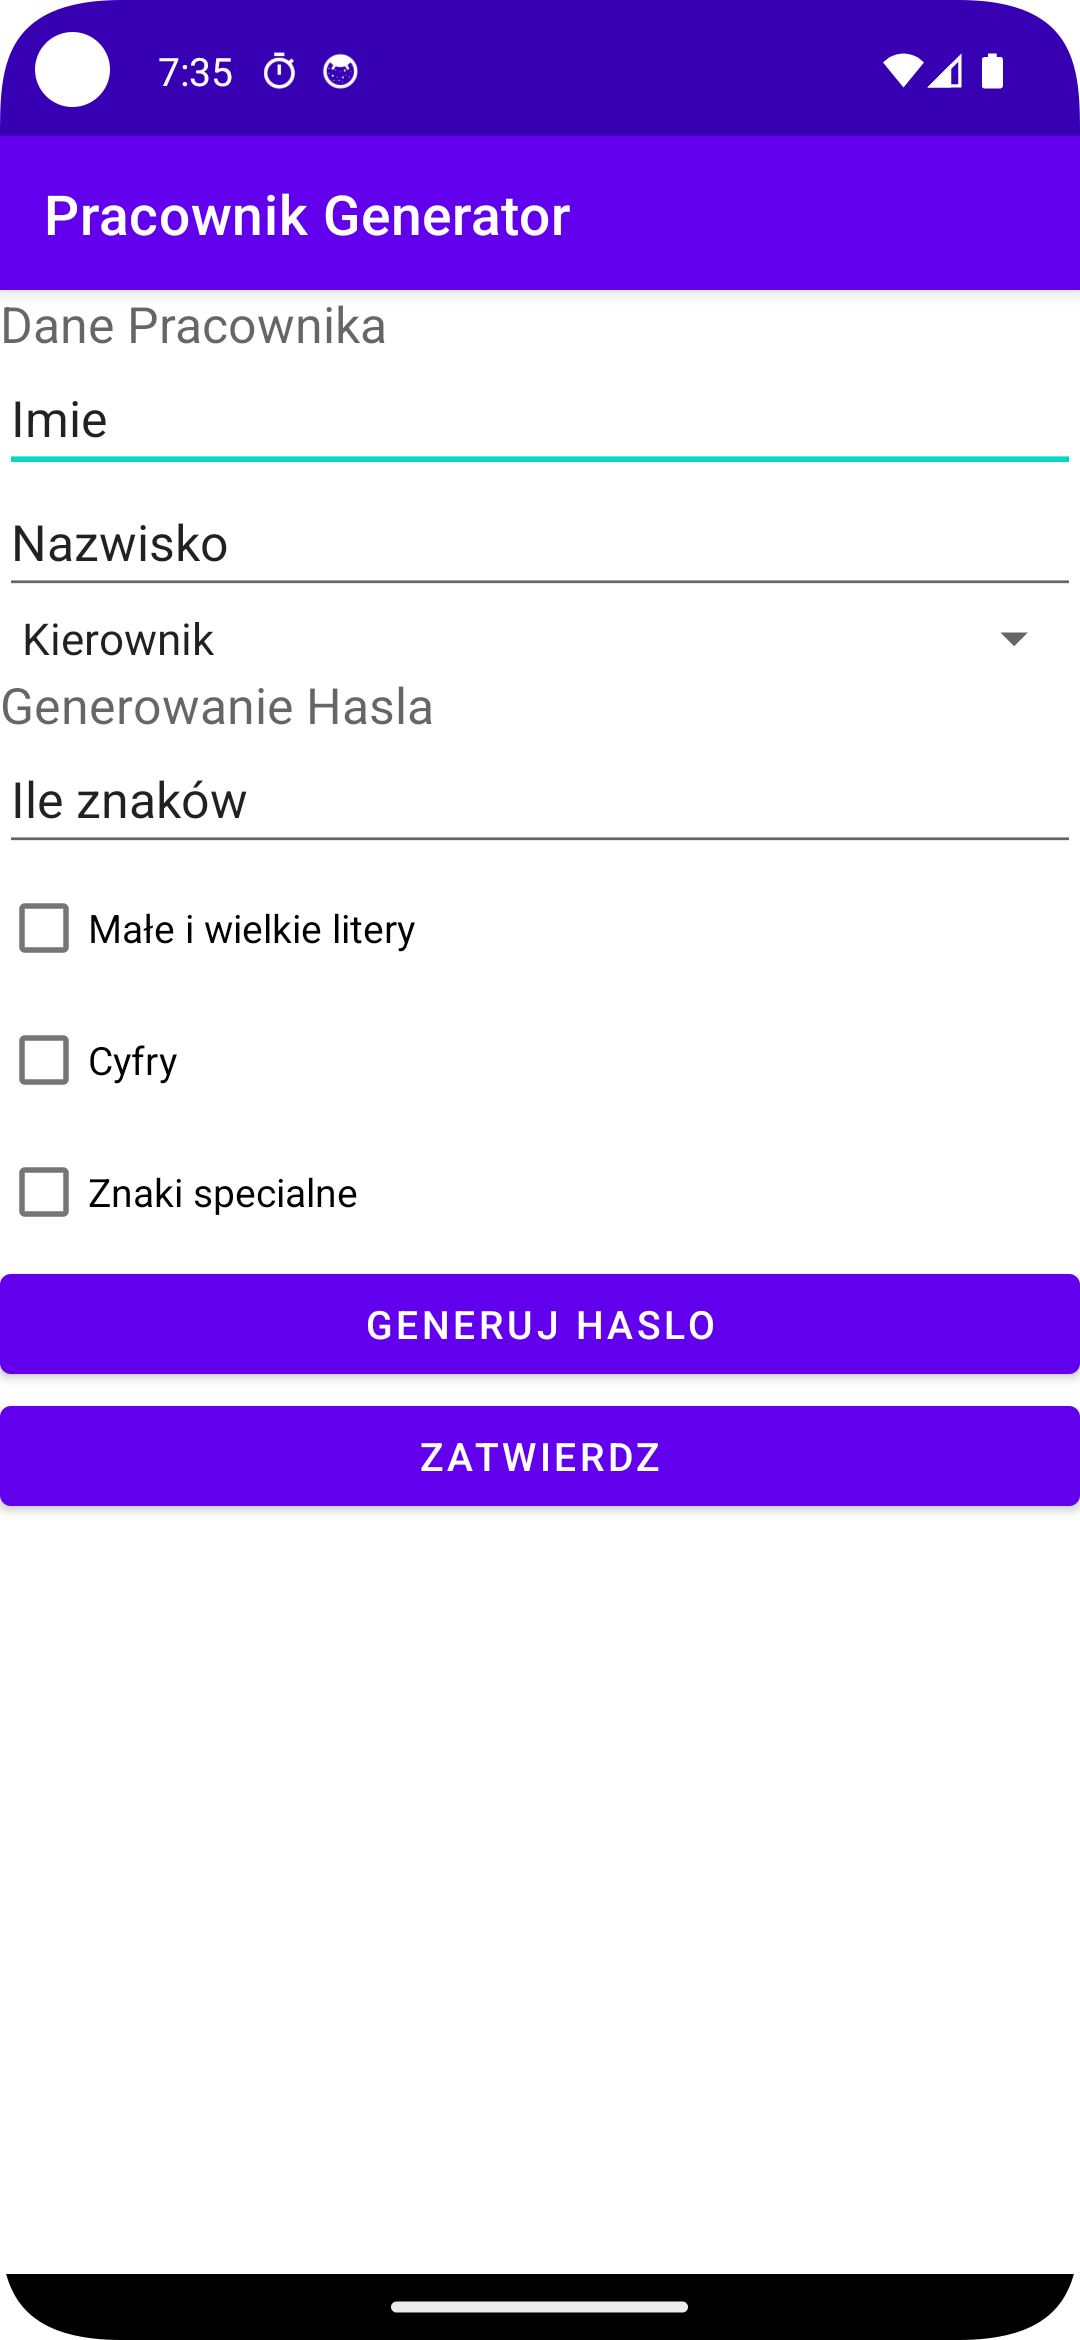 7:35
Pracownik Generator
Dane Pracownika
Imie
Nazwisko
Kierownik
Generowanie Hasla
Ile znaków
Małe i wielkie litery
Cyfry
Znaki specialne
GENERUJ HASLO
ZATWIERDZ